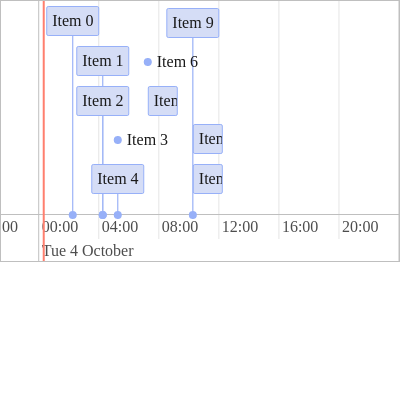 Item 0
Item 9
Item 1
Item 6
Item 2
Item 3
Item 4
00
00:00
04:00
08:00
12:00
16:00
20:00
Tue 4 October